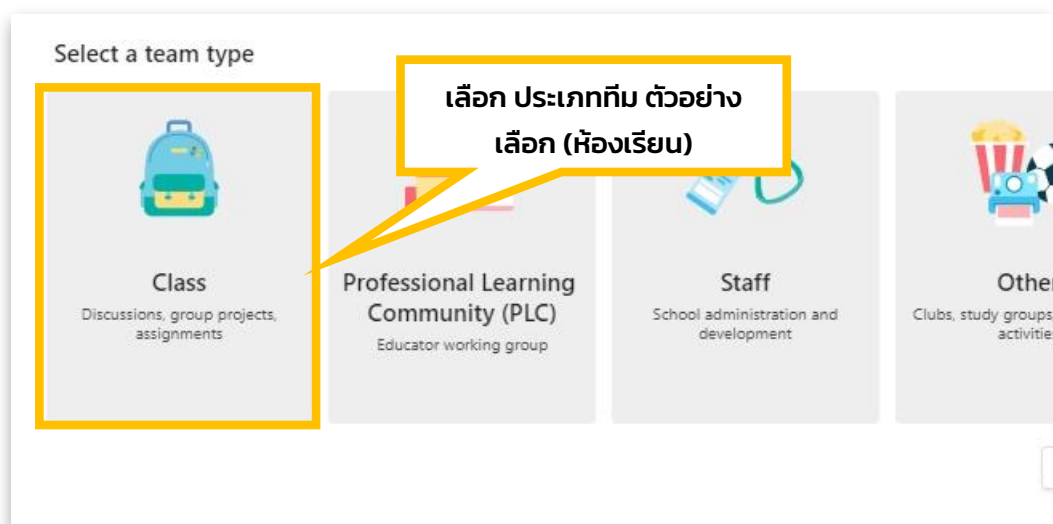 Select a team type
เลือก ประเภททีม ตัวอย่าง
เลือก (ห้องเรียน)
Class
Discussions, group projects,
assignments
Professional Learning
Community (PLC)
Educator working group
Staff
School administration and
development
Clubs, study groups,